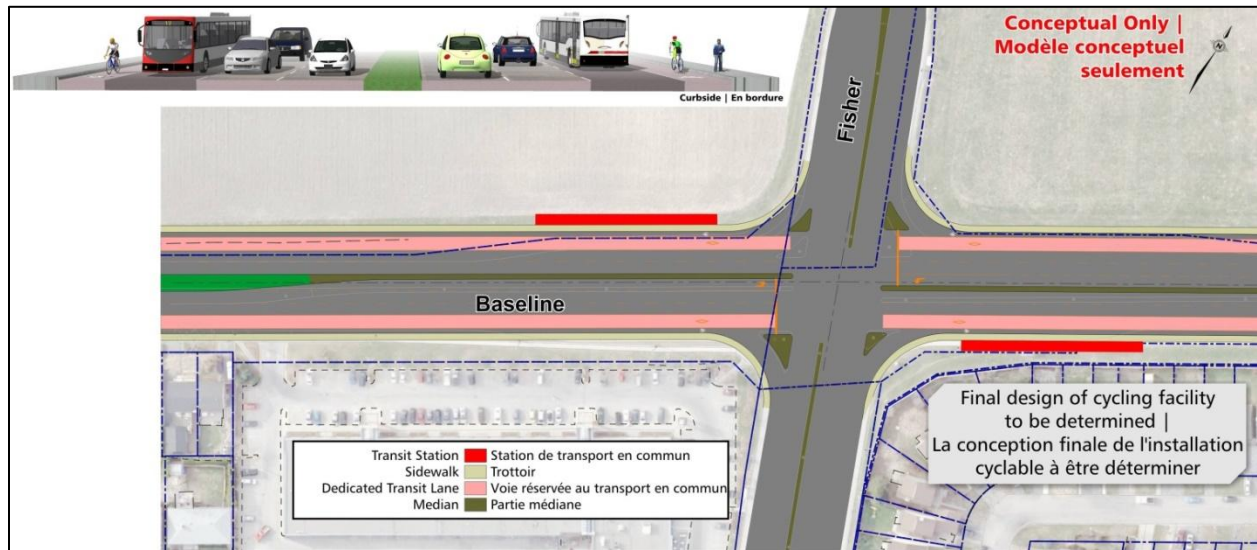 Conceptual Only |
Modèle conceptuel
seulement
N
Curbside | En bordure
Fisher
Baseline
Final design of cycling facility
to be determined |
La conception finale de l'installation
cyclable à être déterminer
Transit Station Station de transport en commun
Sidewalk Trottoir
Dedicated Transit Lane Voie réservée au transport en commun
Median Partie médiane